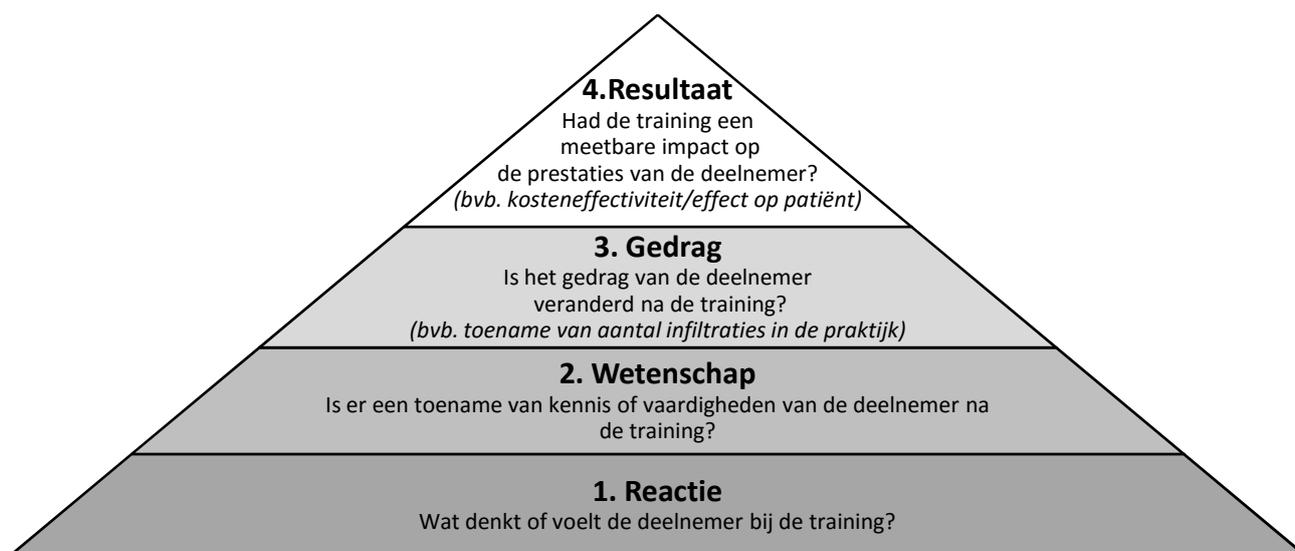 4.Resultaat
Had de training een
meetbare impact op
de prestaties van de deelnemer?
(bvb. kosteneffectiviteit/effect op patiënt)
3. Gedrag
Is het gedrag van de deelnemer
veranderd na de training?
(bvb. toename van aantal infiltraties in de praktijk)
2. Wetenschap
Is er een toename van kennis of vaardigheden van de deelnemer na
de training?
1. Reactie
Wat denkt of voelt de deelnemer bij de training?